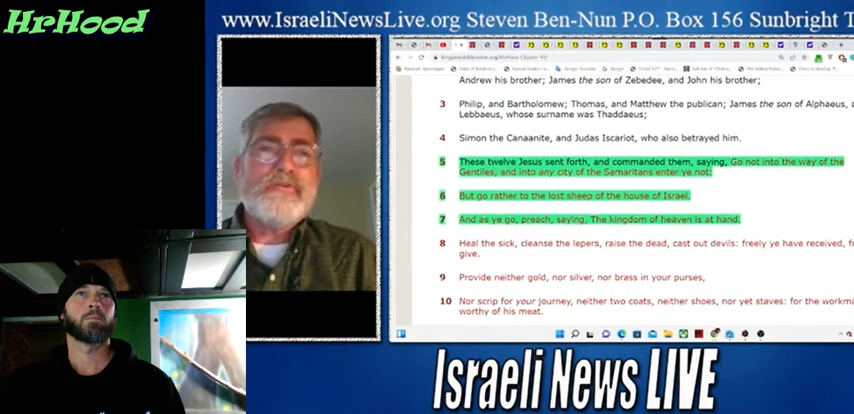 HrHood
www.IsraeliNewsLive.org Steven Ben-Nun P.O. Box 156 Sunbright T
Andrew his brother; James the son of Zebedee, and John his brother;
3 Philip, and Bartholomew; Thomas, and Matthew the publican; James the son of Alphaeus, a
Lebbaeus, whose surname was Thaddaeus;
4 Simon the Canaanite, and Judas Iscariot, who also betrayed him.
5 These twelve Jesus sent forth, and commanded them, saying, Go not into the way of the
Gentiles, and into any city of the Samaritans enter ye not:
6 But go rather to the lost sheep of the house of Israel.
7 And as ye go, preach, saying, The kingdom of heaven is at hand.
8 Heal the sick, cleanse the lepers, raise the dead, cast out devils: freely ye have received, fr
give.
9 Provide neither gold, nor silver, nor brass in your purses,
10 Nor scrip for your journey, neither two coats, neither shoes, nor yet staves: for the workma
worthy of his meat.
Israeli News LIVE